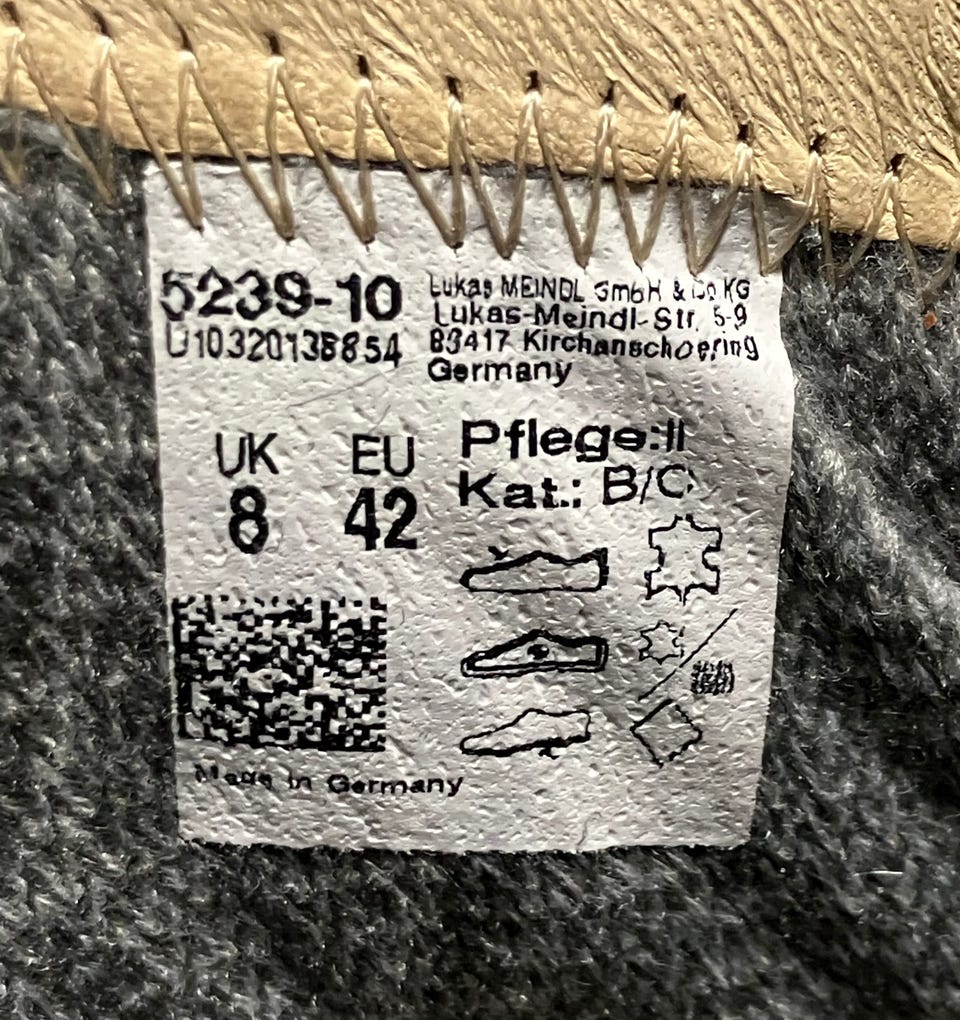 5239-10
U10320138854
Lukas MEINDL GmbH & Co KG
Lukas-Meindl-Str. 5-9
83417 Kirchanschoering
Germany
UK EU
8 42
Pflege:II
Kat.: B/C
Made in Germany